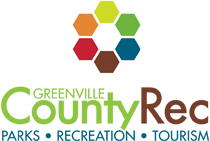 GREENVILLE
CountyRec
PARKS • RECREATION • TOURISM